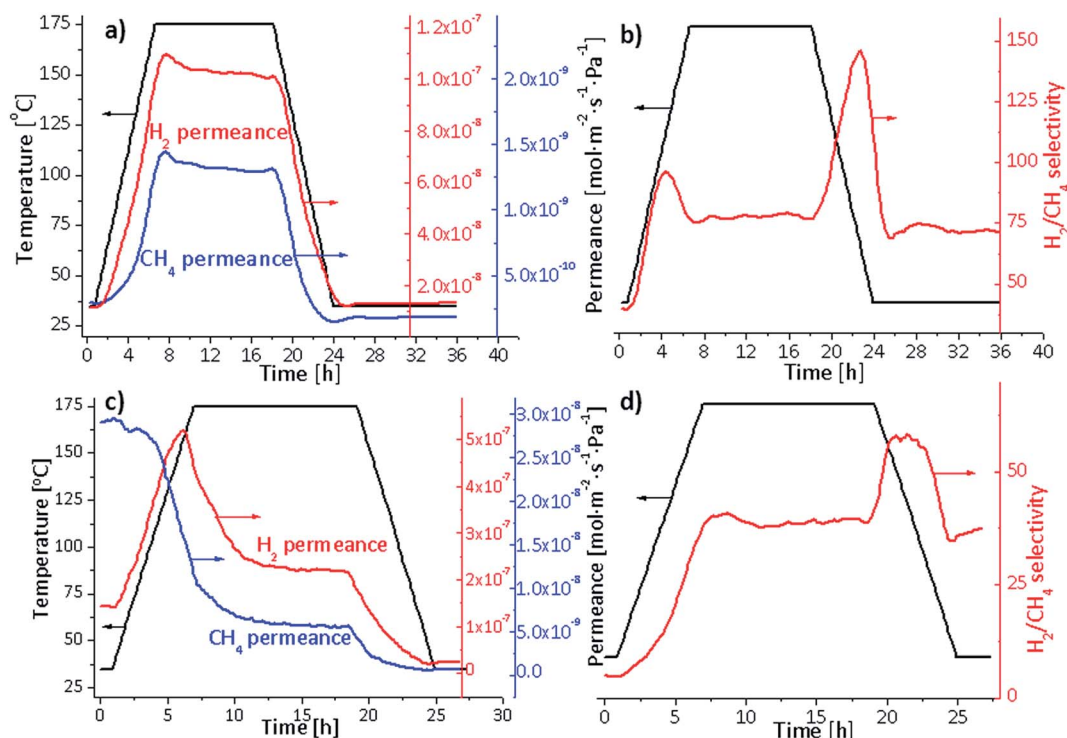 a)
Temperature [°C]
175
150
125
100
75
50
25
H2 permeance
CH4 permeance
1.2x10-7
1.0x10-7
8.0x10-8
6.0x10-8
4.0x10-8
2.0x10-8
2.0x10-9
1.5x10-9
1.0x10-9
5.0x10-10
0 4 8 12 16 20 24 28 32 36 40
Time [h]
b)
Permeance [mol·m-2·s-1·Pa-1]
150
125
100
75
50
H2/CH4 selectivity
0 4 8 12 16 20 24 28 32 36 40
Time [h]
c)
Temperature [°C]
175
150
125
100
75
50
25
H2 permeance
CH4 permeance
5x10-7
4x10-7
3x10-7
2x10-7
1x10-7
0
3.0x10-8
2.5x10-8
2.0x10-8
1.5x10-8
1.0x10-8
5.0x10-9
0.0
0 5 10 15 20 25 30
Time [h]
d)
Permeance [mol·m-2·s-1·Pa-1]
50
25
0
H2/CH4 selectivity
0 5 10 15 20 25
Time [h]